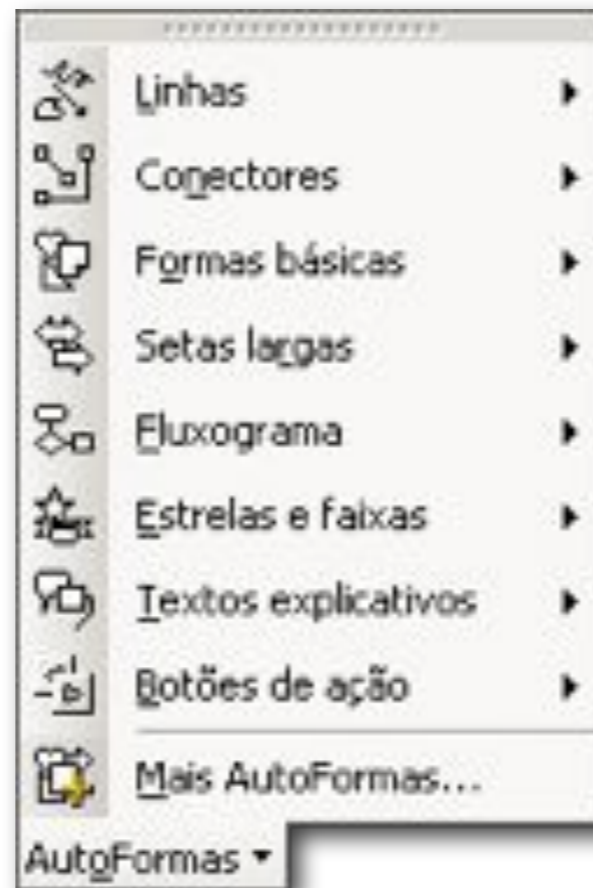 Linhas
Conectores
Formas básicas
Setas largas
Fluxograma
Estrelas e faixas
Textos explicativos
Botões de ação
Mais AutoFormas...
AutoFormas